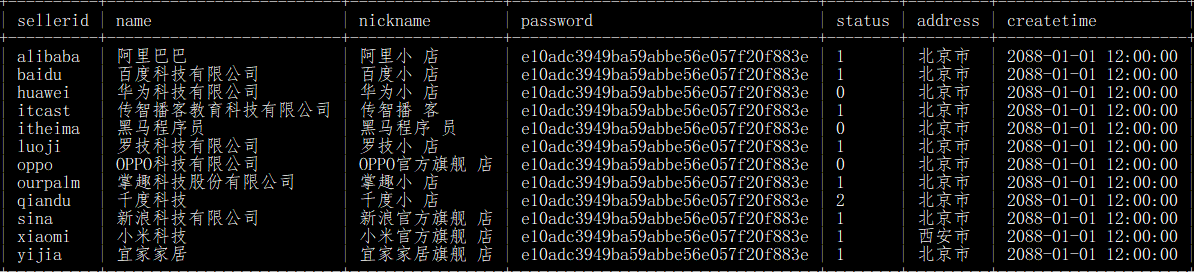 sellerid name nickname password status address createtime
alibaba 阿里巴巴 阿里小 店 e10adc3949ba59abbe56e057f20f883e 1 北京市 2088-01-01 12:00:00
baidu 百度科技有限公司 百度小 店 e10adc3949ba59abbe56e057f20f883e 1 北京市 2088-01-01 12:00:00
huawei 华为科技有限公司 华为小 店 e10adc3949ba59abbe56e057f20f883e 0 北京市 2088-01-01 12:00:00
itcast 传智播客教育科技有限公司 传智播 客 e10adc3949ba59abbe56e057f20f883e 1 北京市 2088-01-01 12:00:00
itheima 黑马程序员 黑马程序 员 e10adc3949ba59abbe56e057f20f883e 0 北京市 2088-01-01 12:00:00
luoji 罗技科技有限公司 罗技小 店 e10adc3949ba59abbe56e057f20f883e 1 北京市 2088-01-01 12:00:00
oppo OPPO科技有限公司 OPPO官方旗舰 店 e10adc3949ba59abbe56e057f20f883e 0 北京市 2088-01-01 12:00:00
ourpalm 掌趣科技股份有限公司 掌趣小 店 e10adc3949ba59abbe56e057f20f883e 1 北京市 2088-01-01 12:00:00
qiandu 千度科技 千度小 店 e10adc3949ba59abbe56e057f20f883e 2 北京市 2088-01-01 12:00:00
sina 新浪科技有限公司 新浪官方旗舰 店 e10adc3949ba59abbe56e057f20f883e 1 北京市 2088-01-01 12:00:00
xiaomi 小米科技 小米官方旗舰 店 e10adc3949ba59abbe56e057f20f883e 1 西安市 2088-01-01 12:00:00
yijia 宜家家居 宜家家居旗舰 店 e10adc3949ba59abbe56e057f20f883e 1 北京市 2088-01-01 12:00:00